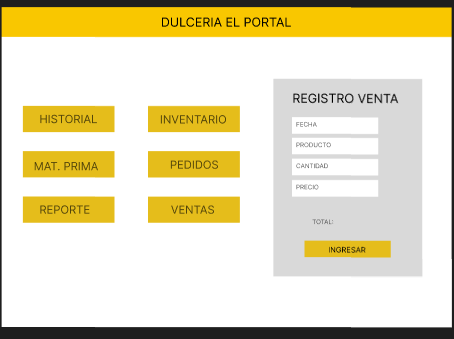 DULCERIA EL PORTAL
HISTORIAL
INVENTARIO
MAT. PRIMA
PEDIDOS
REPORTE
VENTAS
REGISTRO VENTA
FECHA
PRODUCTO
CANTIDAD
PRECIO
TOTAL:
INGRESAR